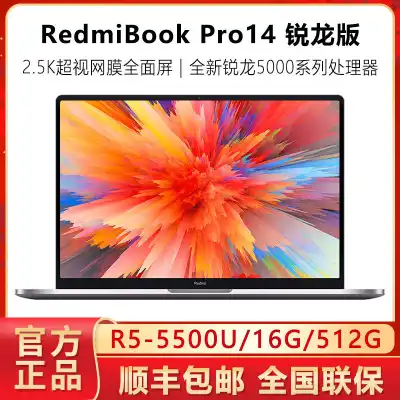 RedmiBook Pro14 锐龙版
2.5K超视网膜全面屏 | 全新锐龙5000系列处理器
Redmi
官方正品
R5-5500U/16G/512G
顺丰包邮 全国联保